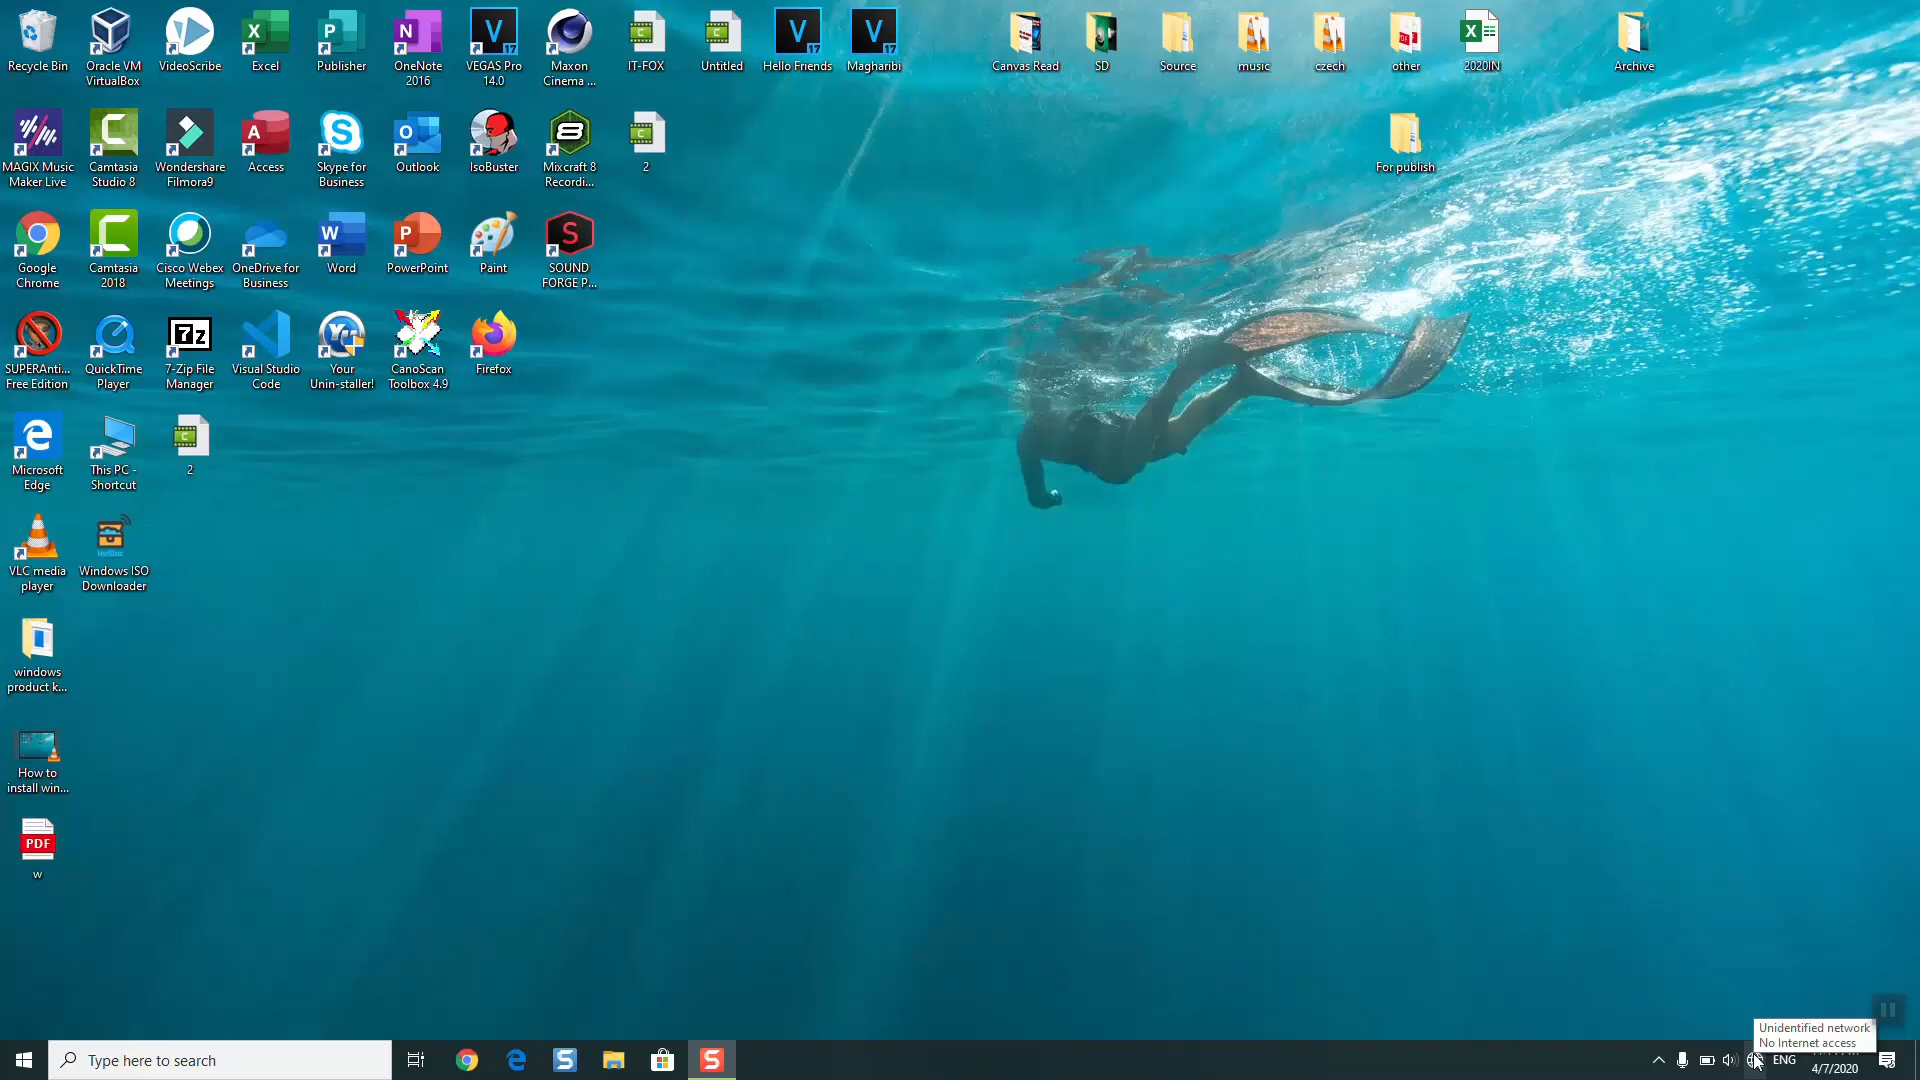 Recycle Bin
Oracle VM
VirtualBox
VideoScribe
Excel
Publisher
OneNote
2016
VEGAS Pro
14.0
Maxon
Cinema ...
IT-FOX
Untitled
Hello Friends
Magharibi
Canvas Read
SD
Source
music
czech
other
2020IN
Archive
MAGIX Music
Maker Live
Camtasia
Studio 8
Wondershare
Filmora9
Access
Skype for
Business
Outlook
IsoBuster
Mixcraft 8
Recordi...
2
For publish
Google
Chrome
Camtasia
2018
Cisco Webex
Meetings
OneDrive for
Business
Word
PowerPoint
Paint
SOUND
FORGE P...
SUPERAnti...
Free Edition
QuickTime
Player
7-Zip File
Manager
Visual Studio
Code
Your
Unin-staller!
CanoScan
Toolbox 4.9
Firefox
Microsoft
Edge
This PC -
Shortcut
2
VLC media
player
Windows ISO
Downloader
windows
product k...
How to
install win...
PDF
w
Unidentified network
No Internet access
Type here to search
ENG
4/7/2020